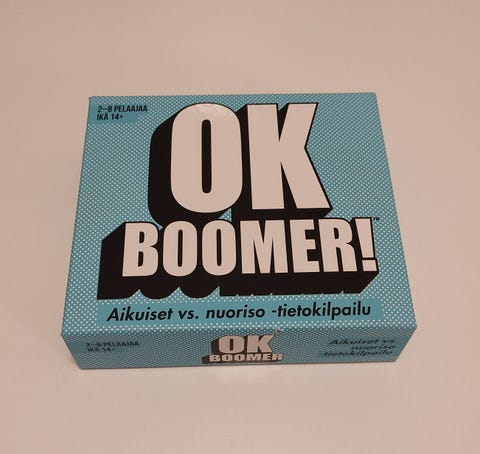 2–8 PELAAJAA
IKÄ 14+
OK
BOOMER!
™
Aikuiset vs. nuoriso -tietokilpailu
2–8 PELAAJAA
IKÄ 14+
OK
BOOMER
Aikuiset vs.
nuoriso
-tietokilpailu